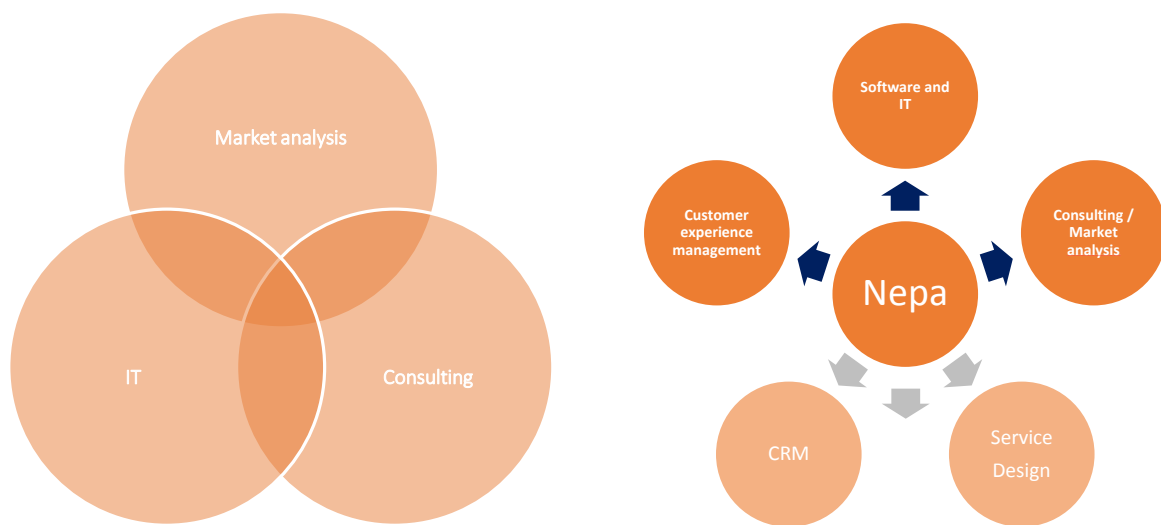 Market analysis
IT
Consulting
Software and
IT
Customer
experience
management
Consulting /
Market
analysis
Nepa
CRM
Service
Design